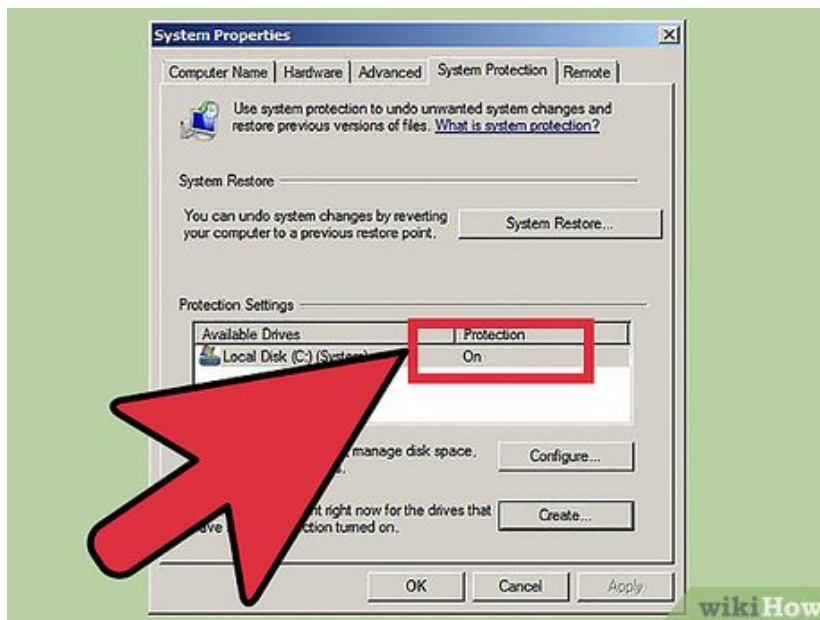 System Properties
Computer Name Hardware Advanced System Protection Remote
Use system protection to undo unwanted system changes and
restore previous versions of files. What is system protection?
System Restore
You can undo system changes by reverting
your computer to a previous restore point.
System Restore...
Protection Settings
Available Drives Protection
Local Disk (C:) (System) On
manage disk space,
Configure...
right now for the drives that
turned on.
Create...
OK Cancel Apply
wikiHow